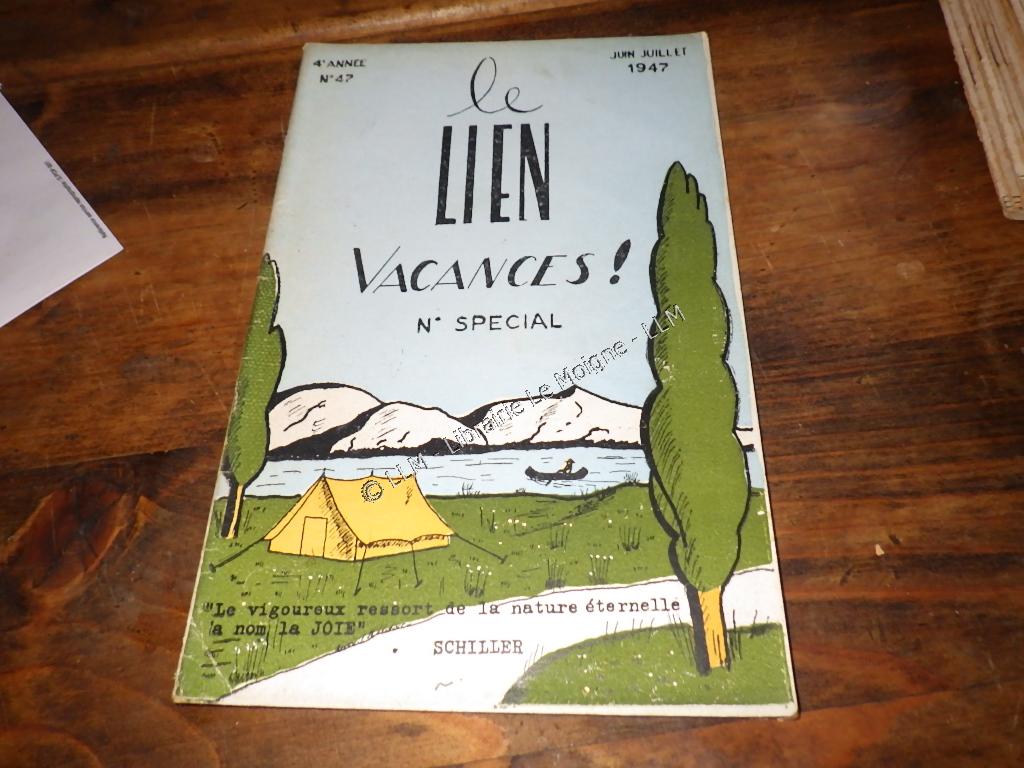 4e ANNEE
N° 47
JUIN JUILLET
1947
le
LIEN
VACANCES !
N° SPECIAL
© LLM - Librairie Le Moigne - LLM
"Le vigoureux ressort de la nature éternelle
a nom la JOIE"
SCHILLER